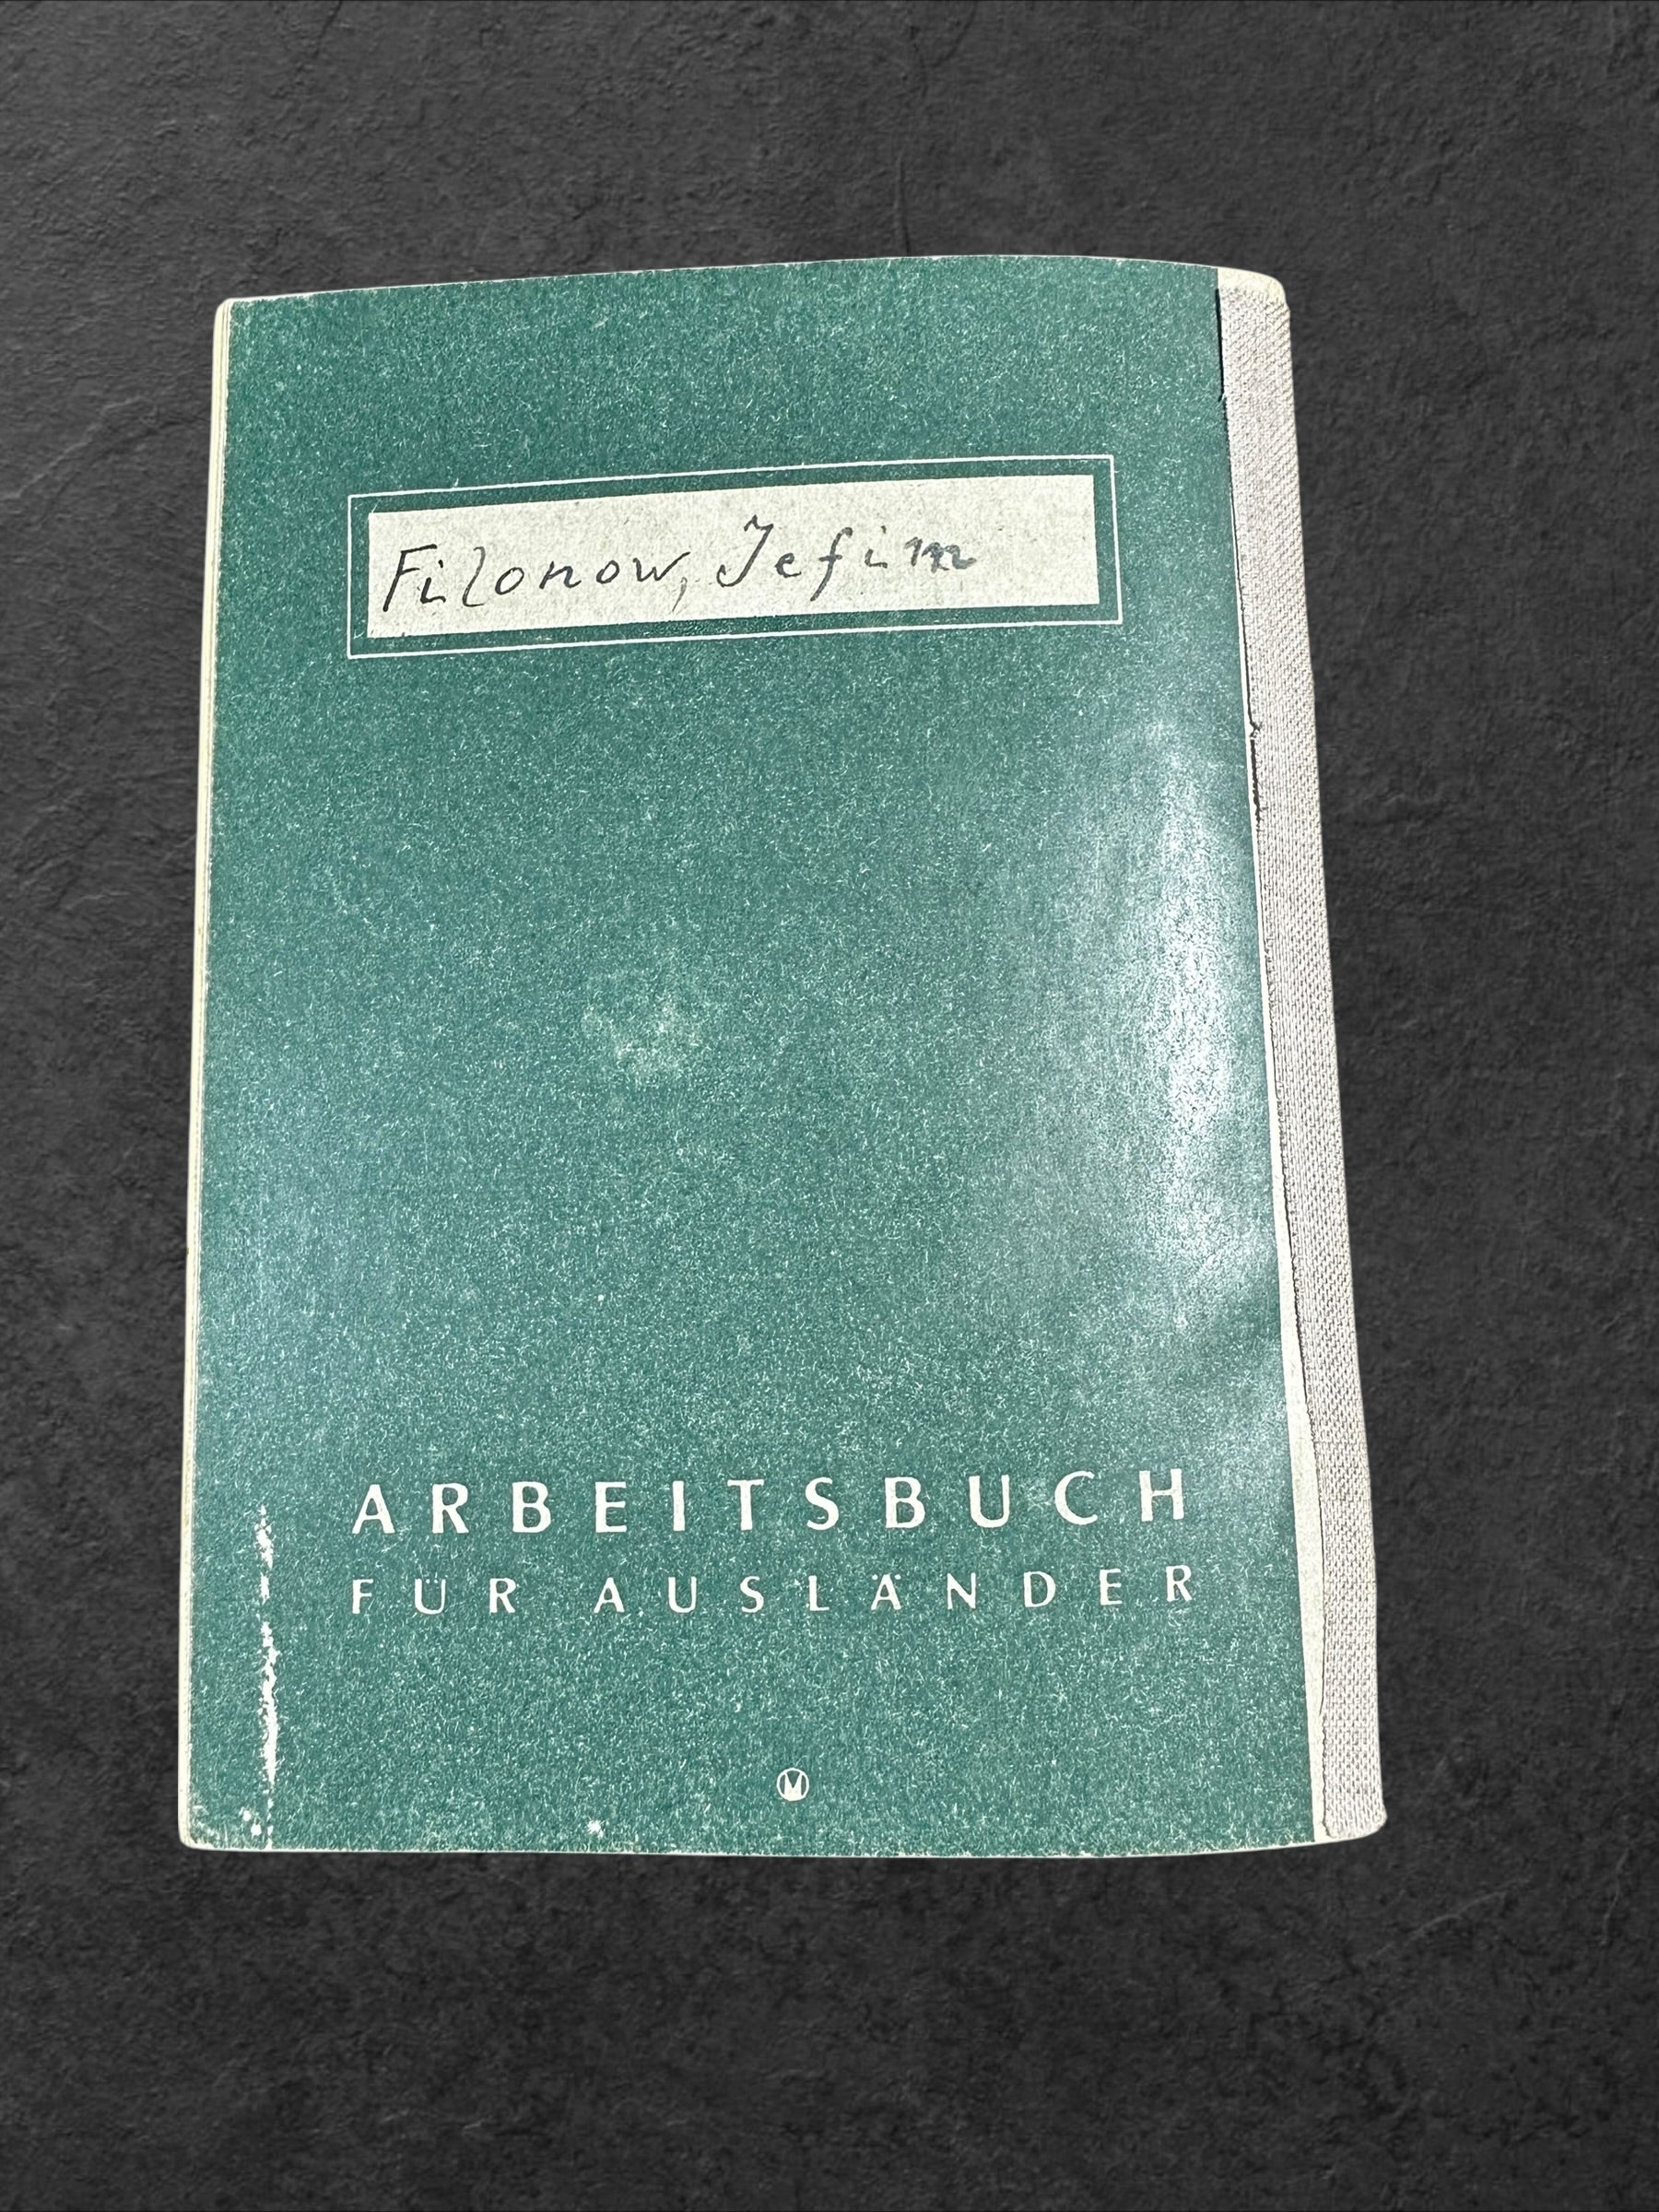 Filonow, Jefim
ARBEITSBUCH
FÜR AUSLÄNDER
M